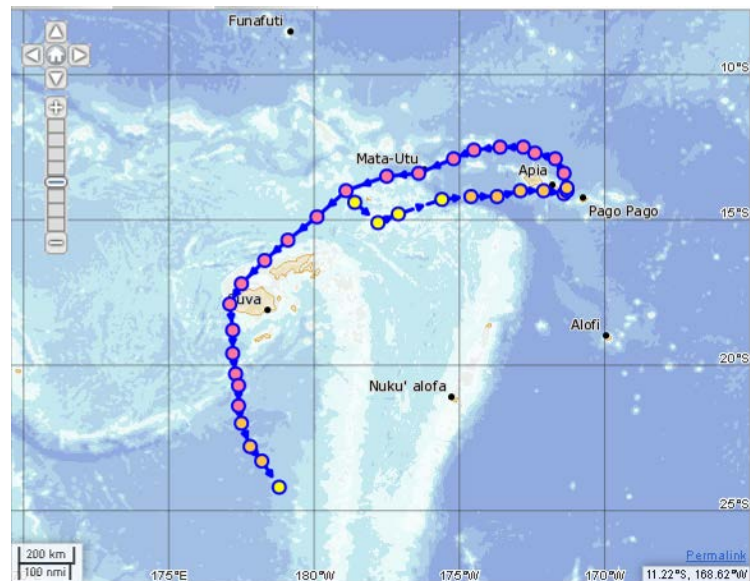 Funafuti
10°S
Mata-Utu
Apia
Pago Pago
15°S
uva
Alofi
20°S
Nuku' alofa
25°S
200 km
100 nmi
175°E
180°W
175°W
170°W
Permalink
11.22°S, 168.62°W